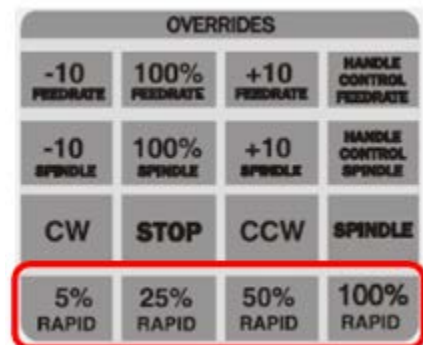 OVERRIDES
-10 100% +10 HANDLE
FEEDRATE FEEDRATE FEEDRATE CONTROL
FEEDRATE
-10 100% +10 HANDLE
SPINDLE SPINDLE SPINDLE CONTROL
SPINDLE
CW STOP CCW SPINDLE
5% 25% 50% 100%
RAPID RAPID RAPID RAPID